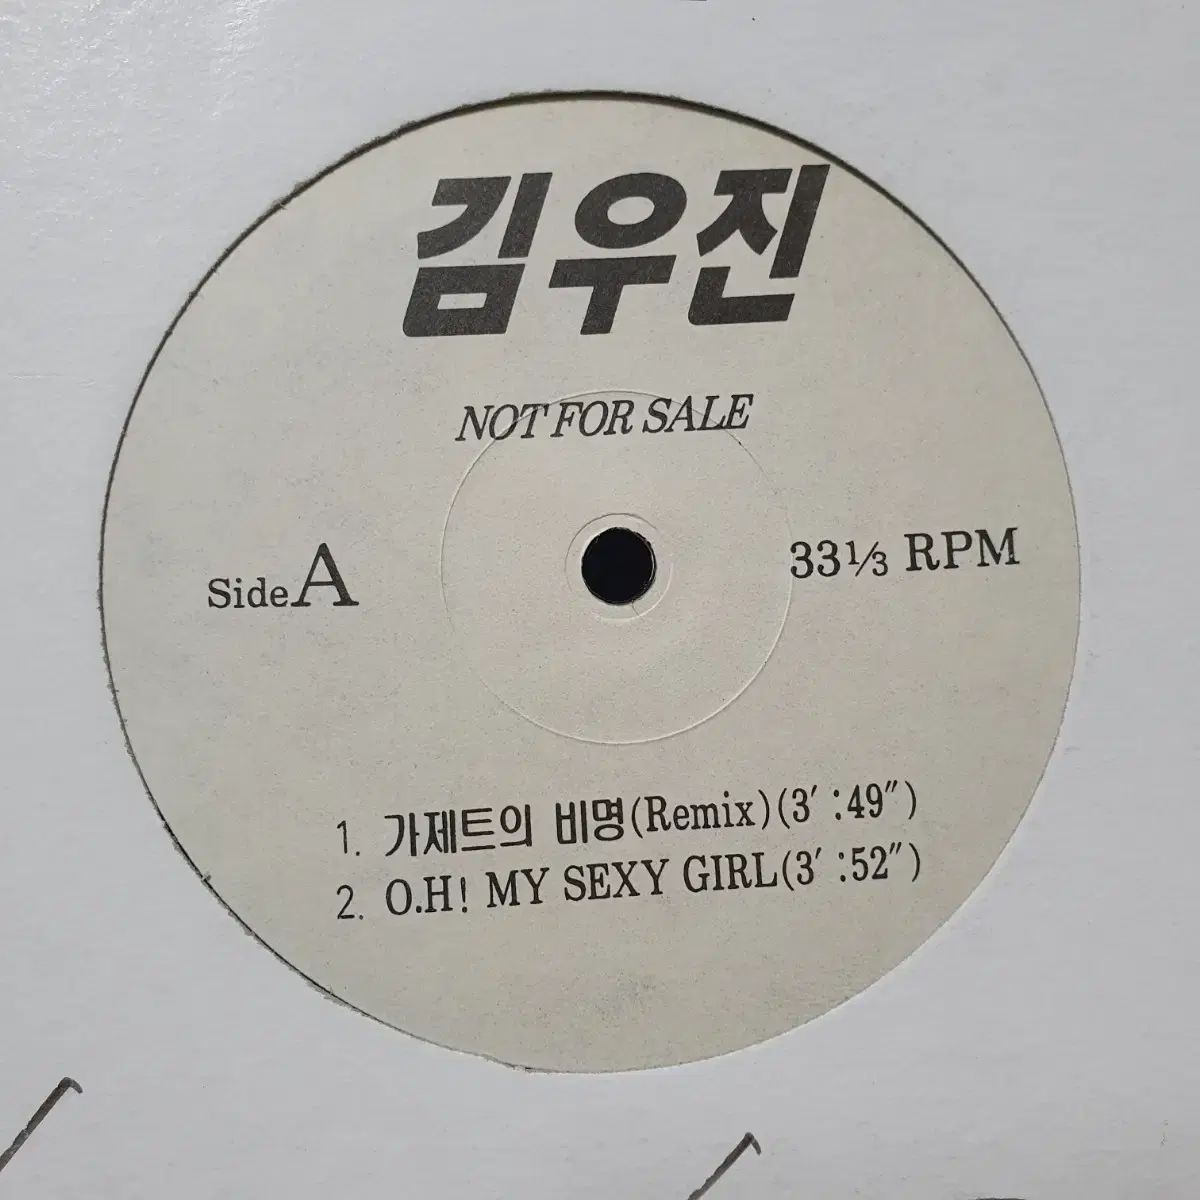 김우진
NOT FOR SALE
Side A
33⅓ RPM
1. 가제트의 비명(Remix)(3′:49″)
2. O.H! MY SEXY GIRL(3′:52″)